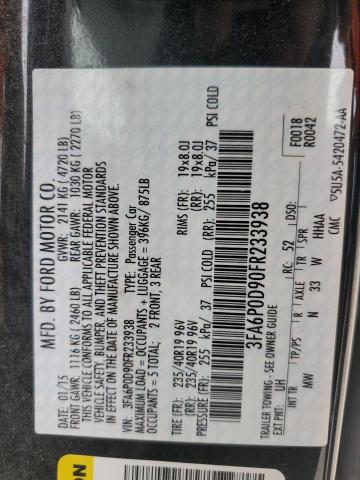 MFD. BY FORD MOTOR CO.
DATE: 01/15 GVWR: 2141 KG ( 4720 LB)
FRONT GAWR: 1116 KG ( 2460 LB) REAR GAWR: 1030 KG ( 2270 LB)
THIS VEHICLE CONFORMS TO ALL APPLICABLE FEDERAL MOTOR
VEHICLE SAFETY, BUMPER, AND THEFT PREVENTION STANDARDS
IN EFFECT ON THE DATE OF MANUFACTURE SHOWN ABOVE.
VIN: 3FA6P0D90FR233938 TYPE: Passenger Car
MAXIMUM LOAD = OCCUPANTS + LUGGAGE = 396KG/ 875LB
OCCUPANTS = 5 TOTAL; 2 FRONT, 3 REAR
TIRE (FR): 235/40R19 96V RIMS (FR): 19x8.0J
(RR): 235/40R19 96V (RR): 19x8.0J
PRESSURE (FR): 255 kPa/ 37 PSI COLD (RR): 255 kPa/ 37 PSI COLD
3FA6P0D90FR233938
TRAILER TOWING - SEE OWNER GUIDE
F0018
R0042
EXT PNT: UH RC: 52 DSO:
INT TR TP/PS R AXLE TR SPR
MW N 33 W HHAA
CMC
5U5A-5420472-AA
ON